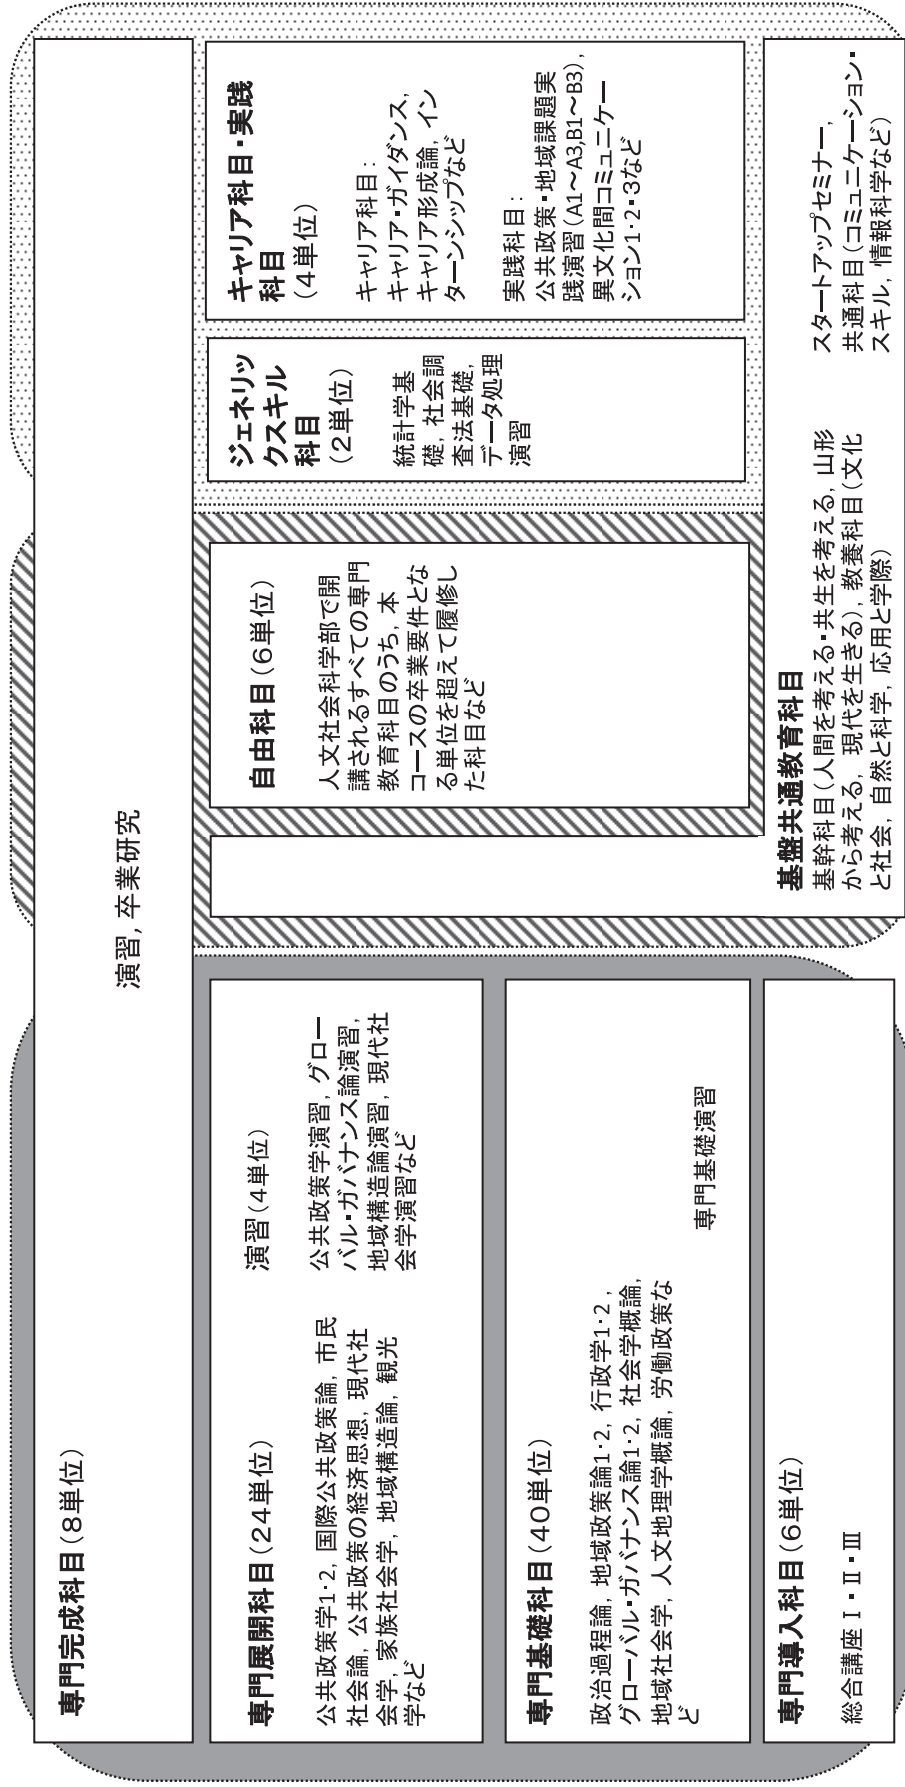 専門完成科目(8単位)
演習, 卒業研究
専門展開科目(24単位)
公共政策学1・2, 国際公共政策論, 市民
社会論, 公共政策の経済思想, 現代社
会学, 家族社会学, 地域構造論, 観光
学など
演習(4単位)
公共政策学演習, グロー
バル・ガバナンス論演習,
地域構造論演習, 現代社
会学演習など
専門基礎科目(40単位)
政治過程論, 地域政策論1・2, 行政学1・2,
グローバル・ガバナンス論1・2, 社会学概論,
地域社会学, 人文地理学概論, 労働政策な
ど
専門基礎演習
専門導入科目(6単位)
総合講座Ⅰ・Ⅱ・Ⅲ
自由科目(6単位)
人文社会科学部で開
講されるすべての専門
教育科目のうち, 本
コースの卒業要件とな
る単位を超えて履修し
た科目など
ジェネリッ
クスキル
科目
(2単位)
統計学基
礎, 社会調
査法基礎,
データ処理
演習
キャリア科目・実践
科目
(4単位)
キャリア科目:
キャリア・ガイダンス,
キャリア形成論, イン
ターンシップなど
実践科目:
公共政策・地域課題実
践演習(A1〜A3,B1〜B3),
異文化間コミュニケー
ション1・2・3など
基盤共通教育科目
基幹科目(人間を考える・共生を考える, 山形
から考える, 現代を生きる), 教養科目(文化
と社会, 自然と科学, 応用と学際)
スタートアップセミナー,
共通科目(コミュニケーション・
スキル, 情報科学など)